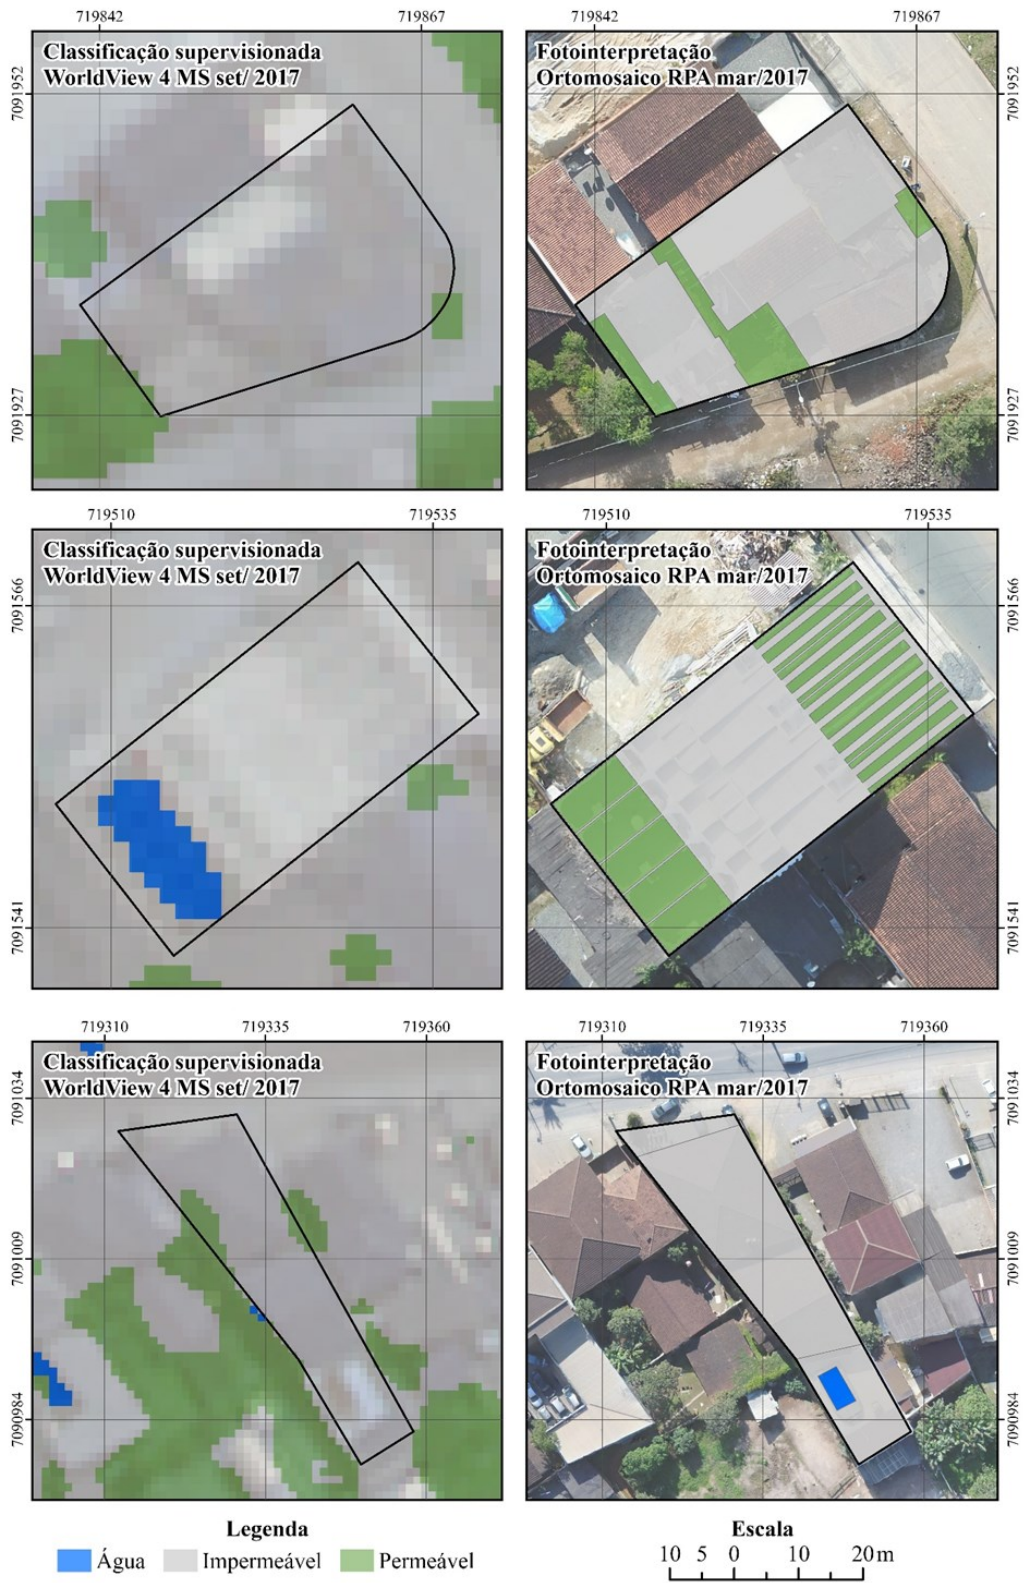 719842 719867 719842 719867
Classificação supervisionada
WorldView 4 MS set/ 2017
Fotointerpretação
Ortomosaico RPA mar/2017
7091952
7091927
7091952
7091927
719510 719535 719510 719535
Classificação supervisionada
WorldView 4 MS set/ 2017
Fotointerpretação
Ortomosaico RPA mar/2017
7091566
7091541
7091566
7091541
719310 719335 719360 719310 719335 719360
Classificação supervisionada
WorldView 4 MS set/ 2017
Fotointerpretação
Ortomosaico RPA mar/2017
7091034
7091009
7090984
7091034
7091009
7090984
Legenda
Água Impermeável Permeável
Escala
10 5 0 10 20 m